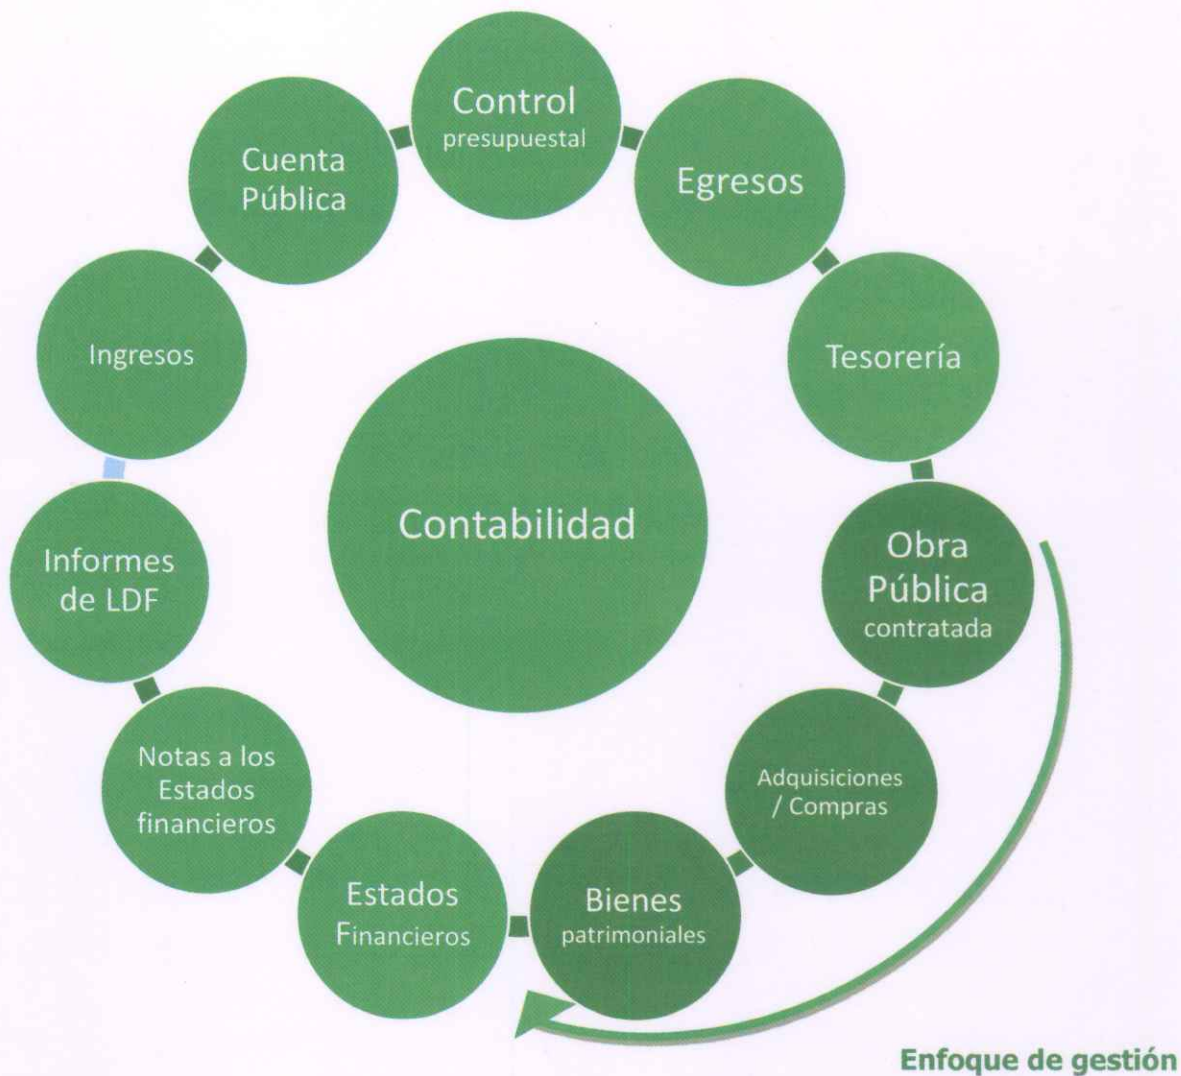 Control
presupuestal
Egresos
Tesorería
Obra
Pública
contratada
Adquisiciones
/ Compras
Bienes
patrimoniales
Estados
Financieros
Notas a los
Estados
financieros
Informes
de LDF
Ingresos
Cuenta
Pública
Contabilidad
Enfoque de gestión